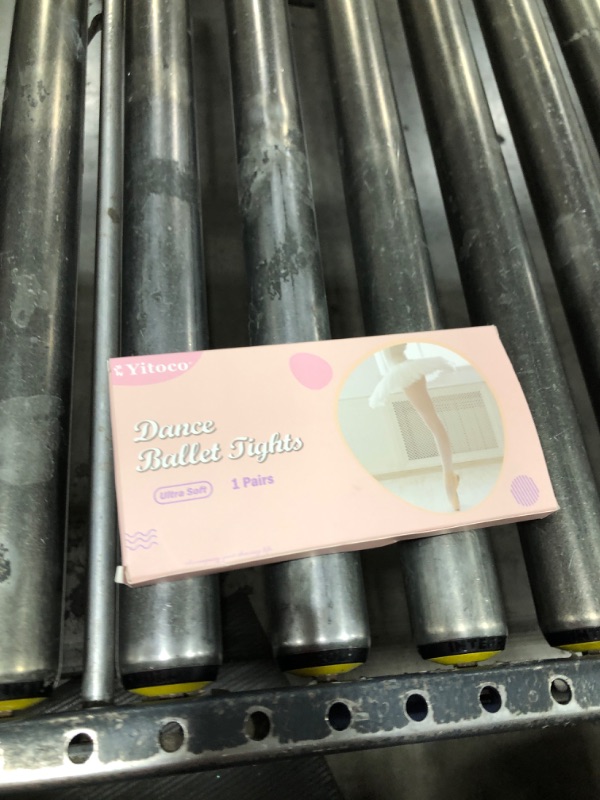 Yitoco
Dance
Ballet Tights
Ultra Soft
1 Pairs